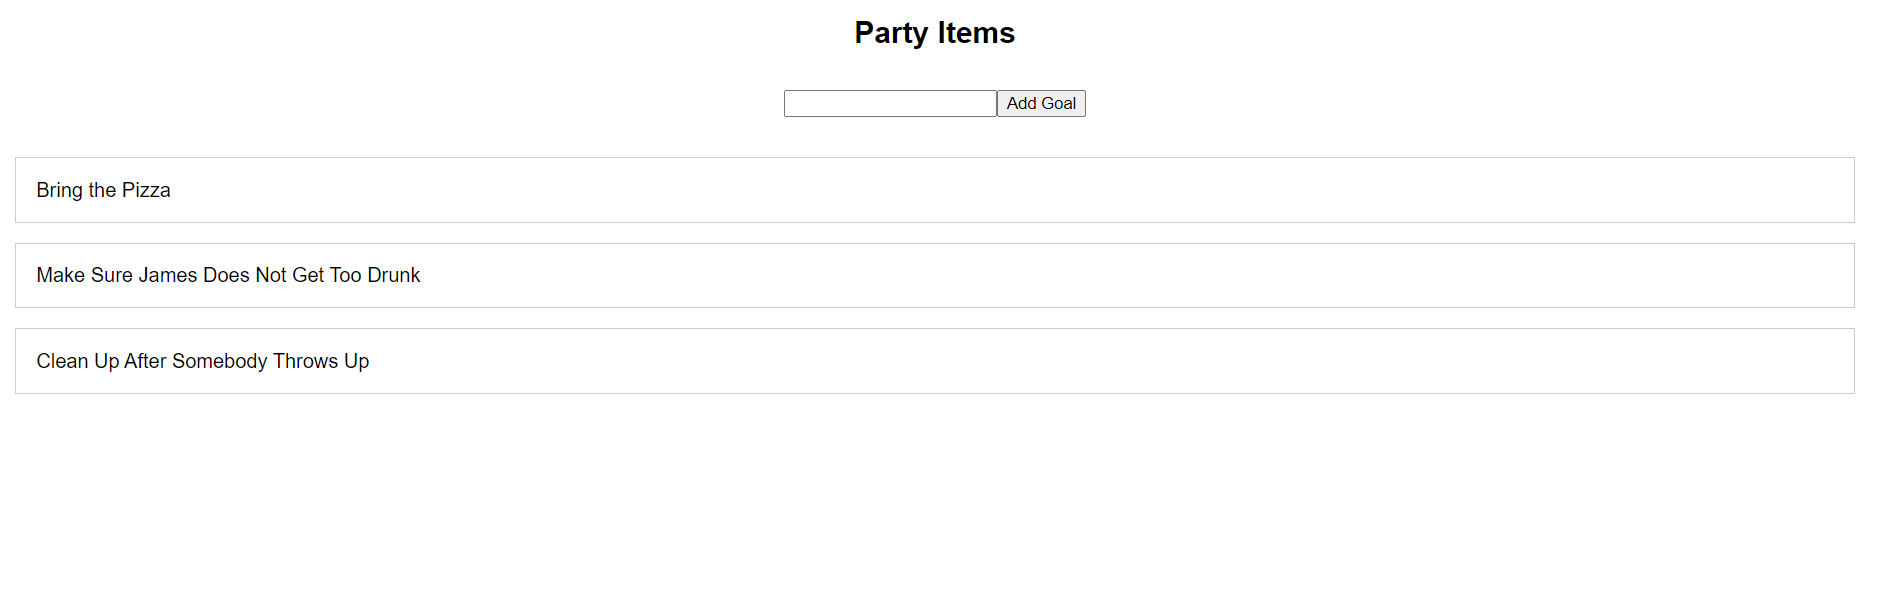 Party Items
Add Goal
Bring the Pizza
Make Sure James Does Not Get Too Drunk
Clean Up After Somebody Throws Up